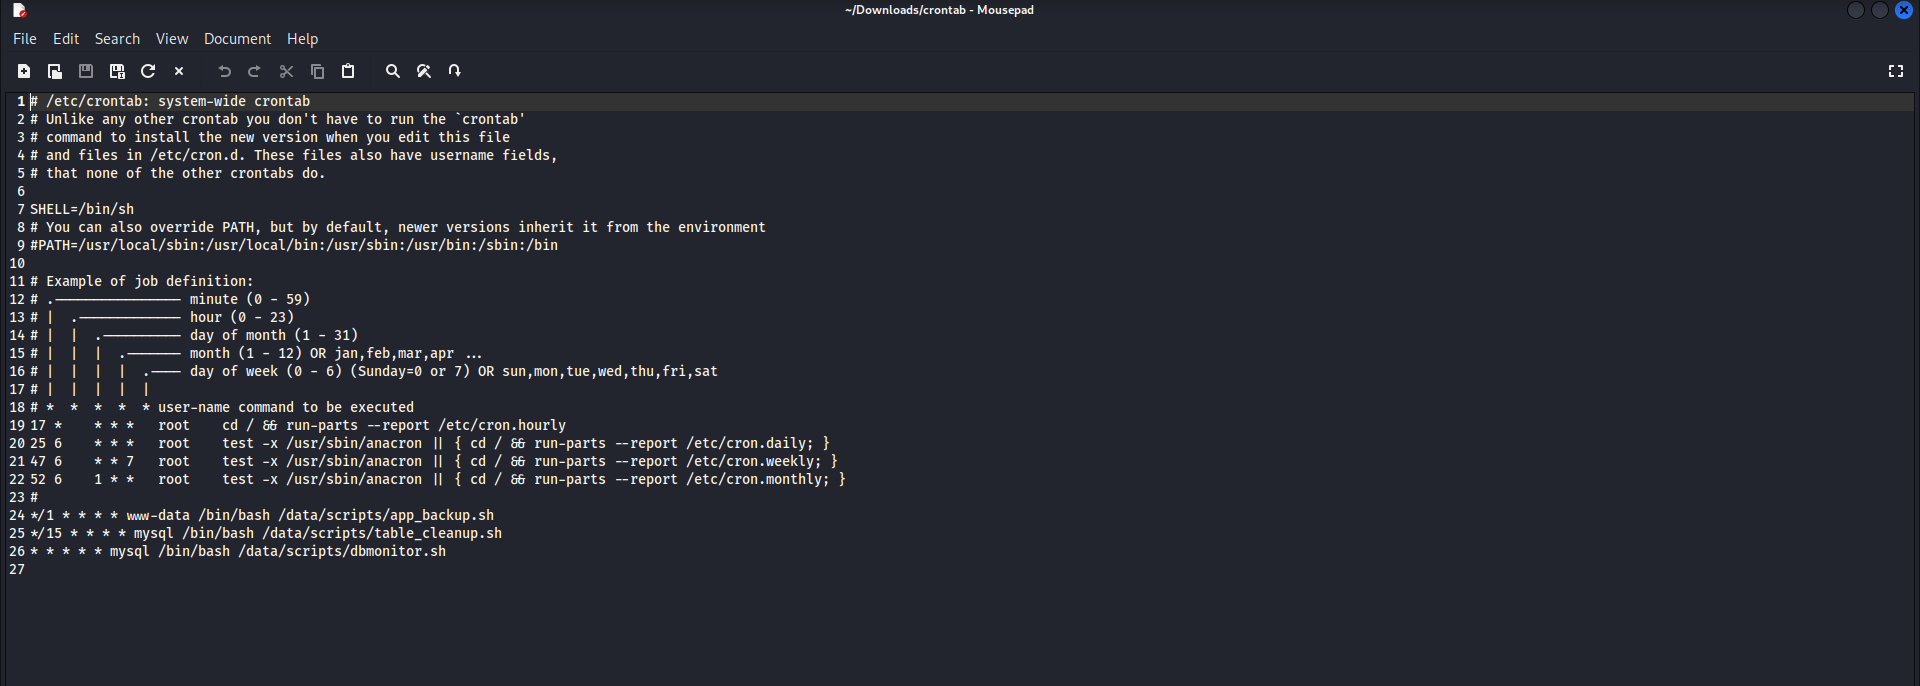 ~/Downloads/crontab - Mousepad
File Edit Search View Document Help
1 # /etc/crontab: system-wide crontab
2 # Unlike any other crontab you don't have to run the `crontab'
3 # command to install the new version when you edit this file
4 # and files in /etc/cron.d. These files also have username fields,
5 # that none of the other crontabs do.
6
7 SHELL=/bin/sh
8 # You can also override PATH, but by default, newer versions inherit it from the environment
9 #PATH=/usr/local/sbin:/usr/local/bin:/usr/sbin:/usr/bin:/sbin:/bin
10
11 # Example of job definition:
12 # .---------------- minute (0 - 59)
13 # |  .------------- hour (0 - 23)
14 # |  |  .---------- day of month (1 - 31)
15 # |  |  |  .------- month (1 - 12) OR jan,feb,mar,apr ...
16 # |  |  |  |  .---- day of week (0 - 6) (Sunday=0 or 7) OR sun,mon,tue,wed,thu,fri,sat
17 # |  |  |  |  |
18 # *  *  *  *  * user-name command to be executed
19 17 *    * * *   root    cd / && run-parts --report /etc/cron.hourly
20 25 6    * * *   root    test -x /usr/sbin/anacron || { cd / && run-parts --report /etc/cron.daily; }
21 47 6    * * 7   root    test -x /usr/sbin/anacron || { cd / && run-parts --report /etc/cron.weekly; }
22 52 6    1 * *   root    test -x /usr/sbin/anacron || { cd / && run-parts --report /etc/cron.monthly; }
23 #
24 */1 * * * * www-data /bin/bash /data/scripts/app_backup.sh
25 */15 * * * * mysql /bin/bash /data/scripts/table_cleanup.sh
26 * * * * * mysql /bin/bash /data/scripts/dbmonitor.sh
27